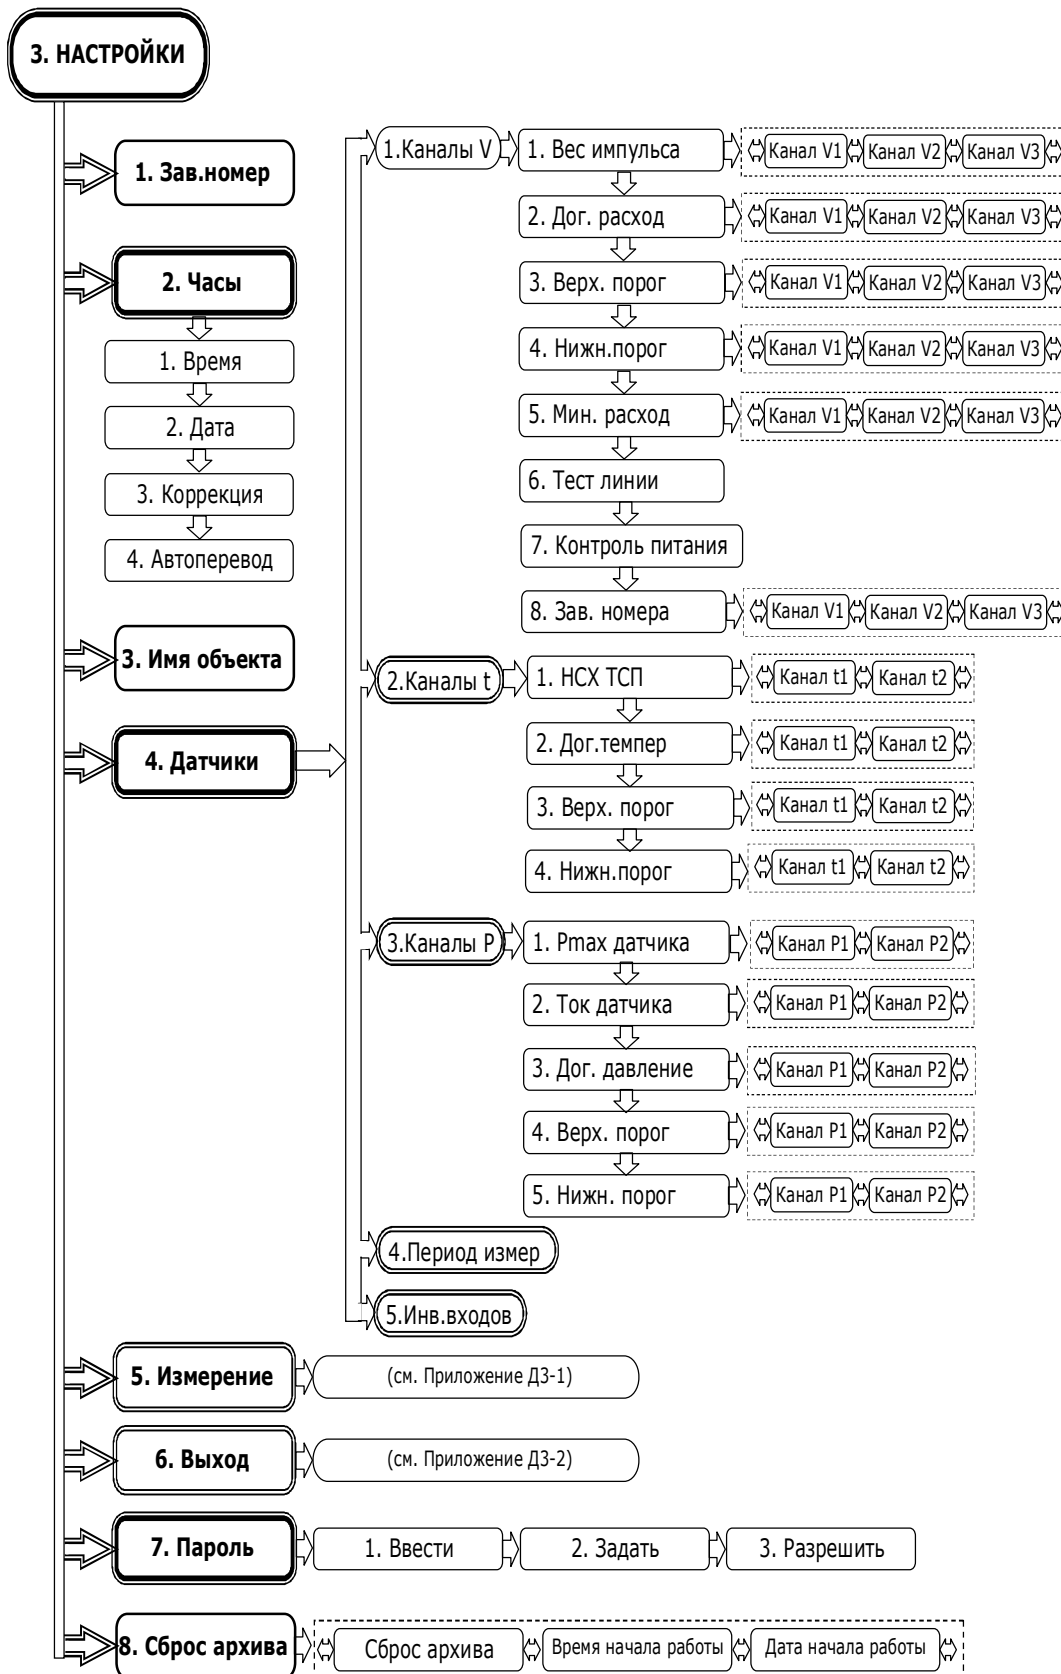 3. НАСТРОЙКИ
1. Зав.номер
2. Часы
1. Время
2. Дата
3. Коррекция
4. Автоперевод
3. Имя объекта
4. Датчики
1.Каналы V
1. Вес импульса
Канал V1 Канал V2 Канал V3
2. Дог. расход
Канал V1 Канал V2 Канал V3
3. Верх. порог
Канал V1 Канал V2 Канал V3
4. Нижн.порог
Канал V1 Канал V2 Канал V3
5. Мин. расход
Канал V1 Канал V2 Канал V3
6. Тест линии
7. Контроль питания
8. Зав. номера
Канал V1 Канал V2 Канал V3
2.Каналы t
1. НСХ ТСП
Канал t1 Канал t2
2. Дог.темпер
Канал t1 Канал t2
3. Верх. порог
Канал t1 Канал t2
4. Нижн.порог
Канал t1 Канал t2
3.Каналы P
1. Pmax датчика
Канал P1 Канал P2
2. Ток датчика
Канал P1 Канал P2
3. Дог. давление
Канал P1 Канал P2
4. Верх. порог
Канал P1 Канал P2
5. Нижн. порог
Канал P1 Канал P2
4.Период измер
5.Инв.входов
5. Измерение
(см. Приложение Д3-1)
6. Выход
(см. Приложение Д3-2)
7. Пароль
1. Ввести
2. Задать
3. Разрешить
8. Сброс архива
Сброс архива
Время начала работы
Дата начала работы